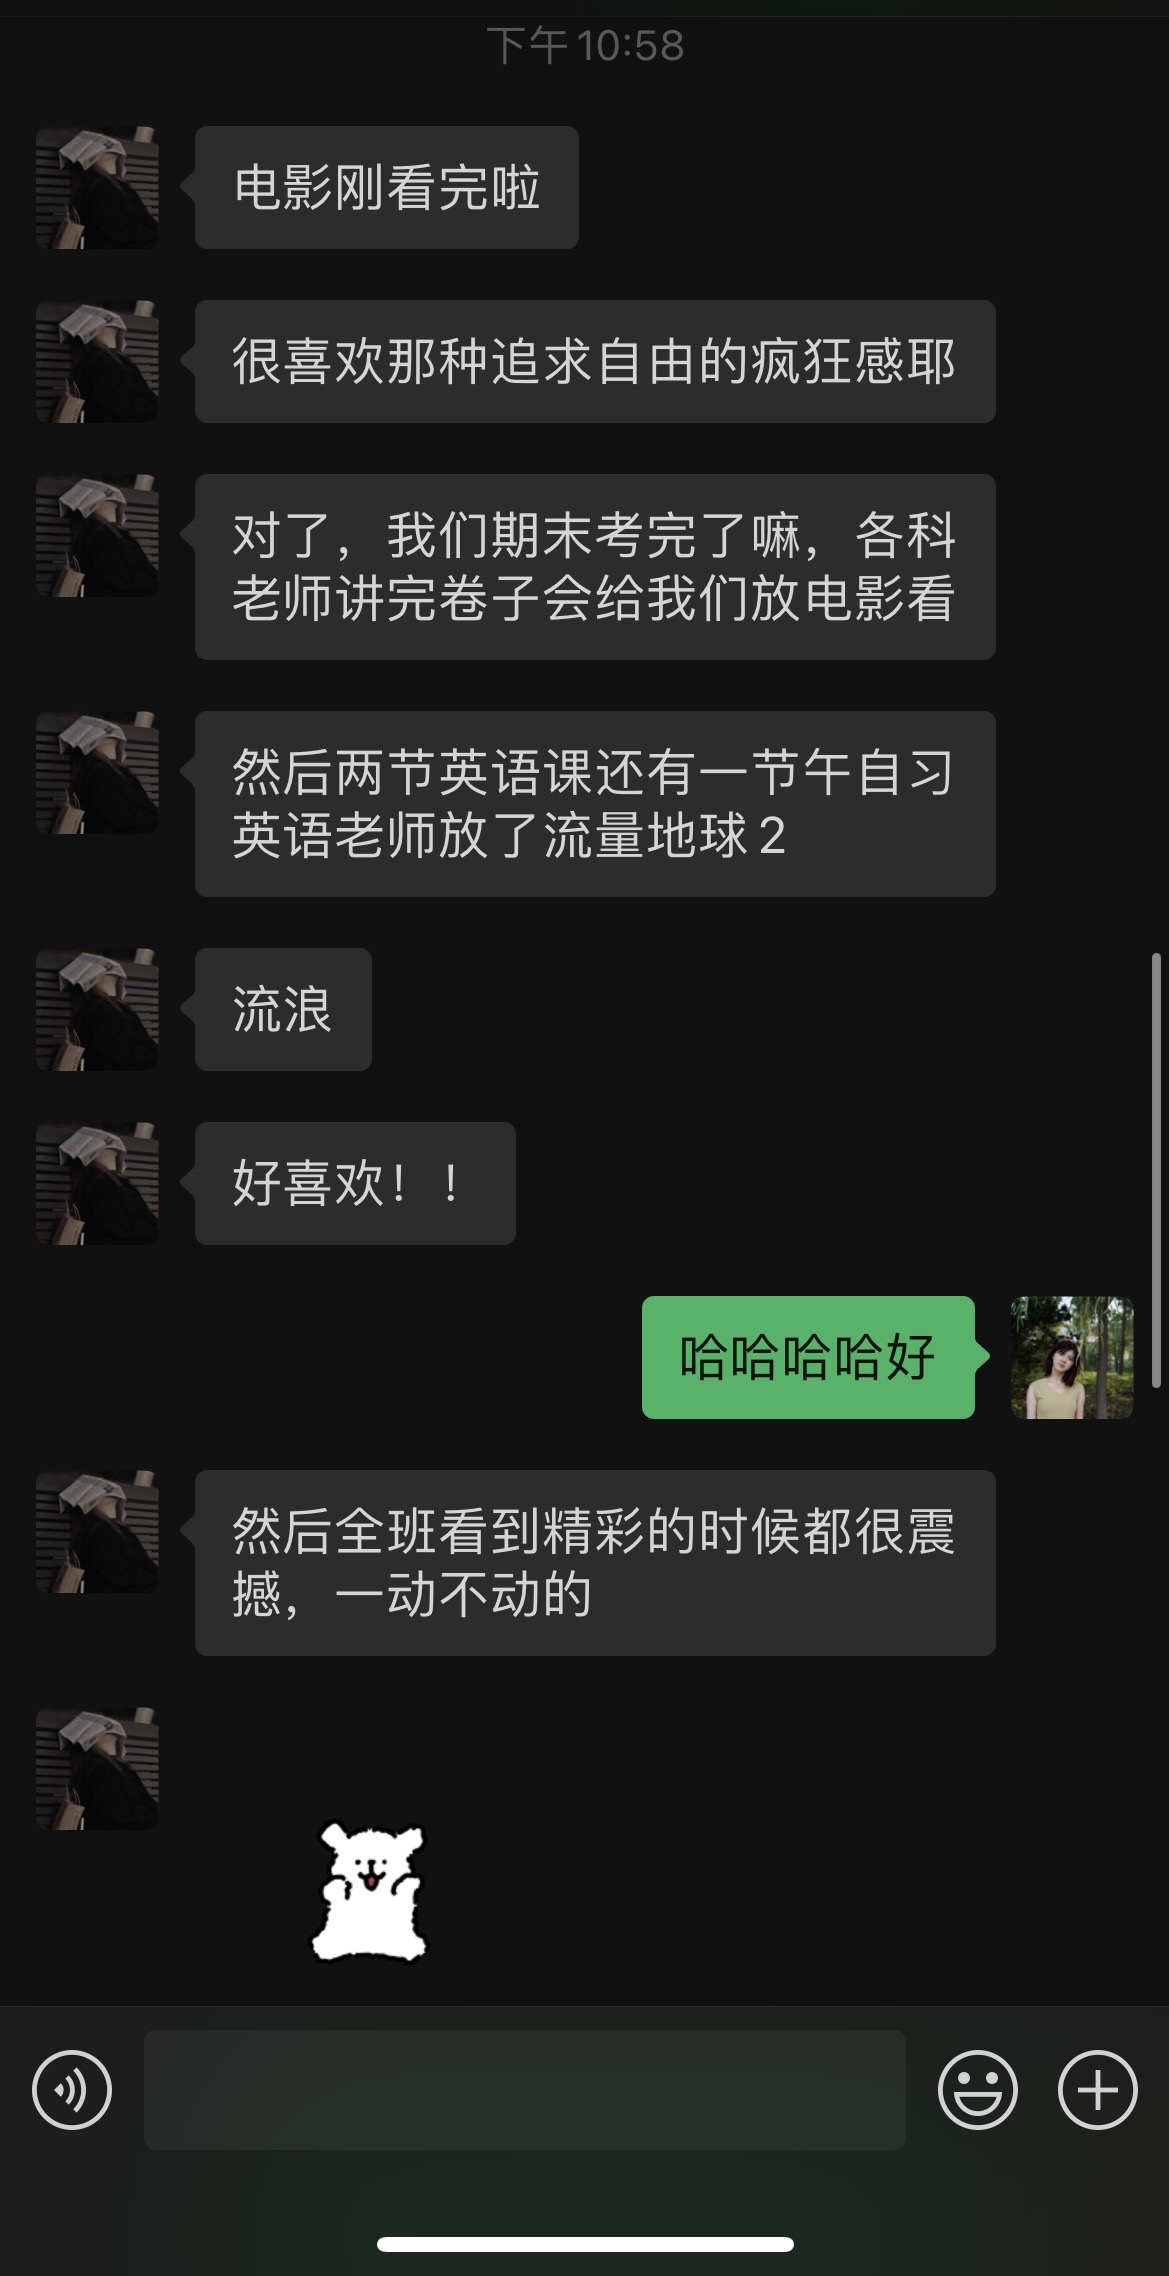 下午10:58
电影刚看完啦
很喜欢那种追求自由的疯狂感耶
对了，我们期末考完了嘛，各科
老师讲完卷子会给我们放电影看
然后两节英语课还有一节午自习
英语老师放了流量地球2
流浪
好喜欢！！
哈哈哈哈好
然后全班看到精彩的时候都很震
撼，一动不动的